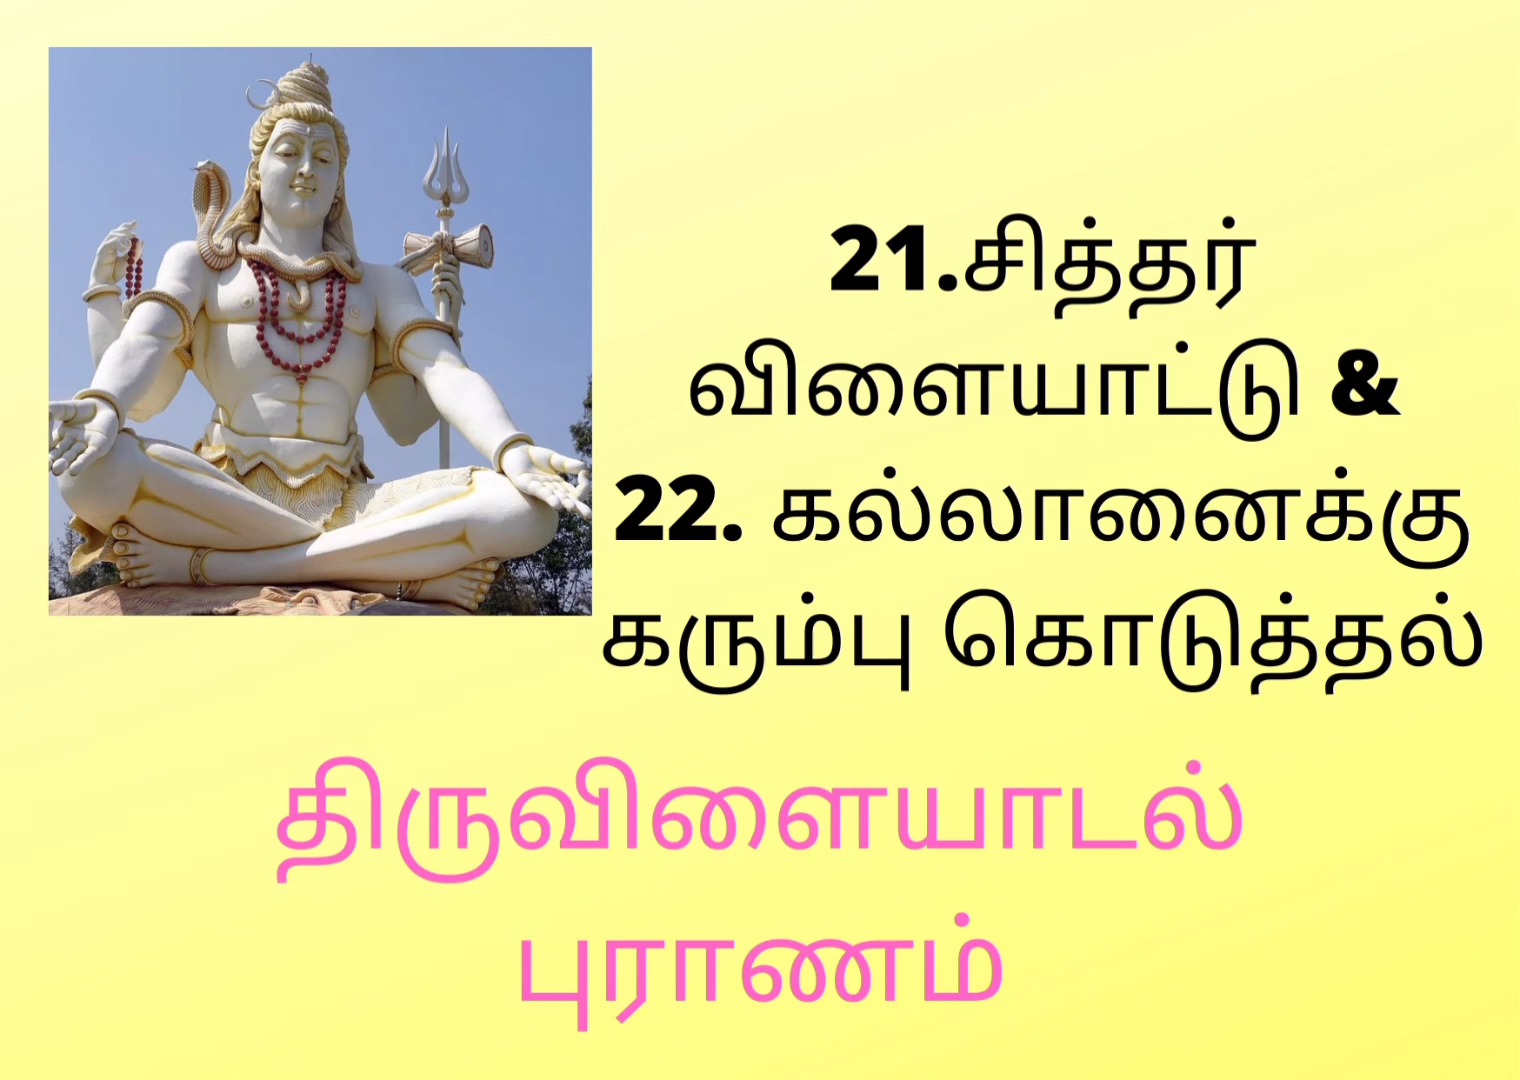 21.சித்தர்
விளையாட்டு &
22. கல்லானைக்கு
கரும்பு கொடுத்தல்
திருவிளையாடல்
புராணம்